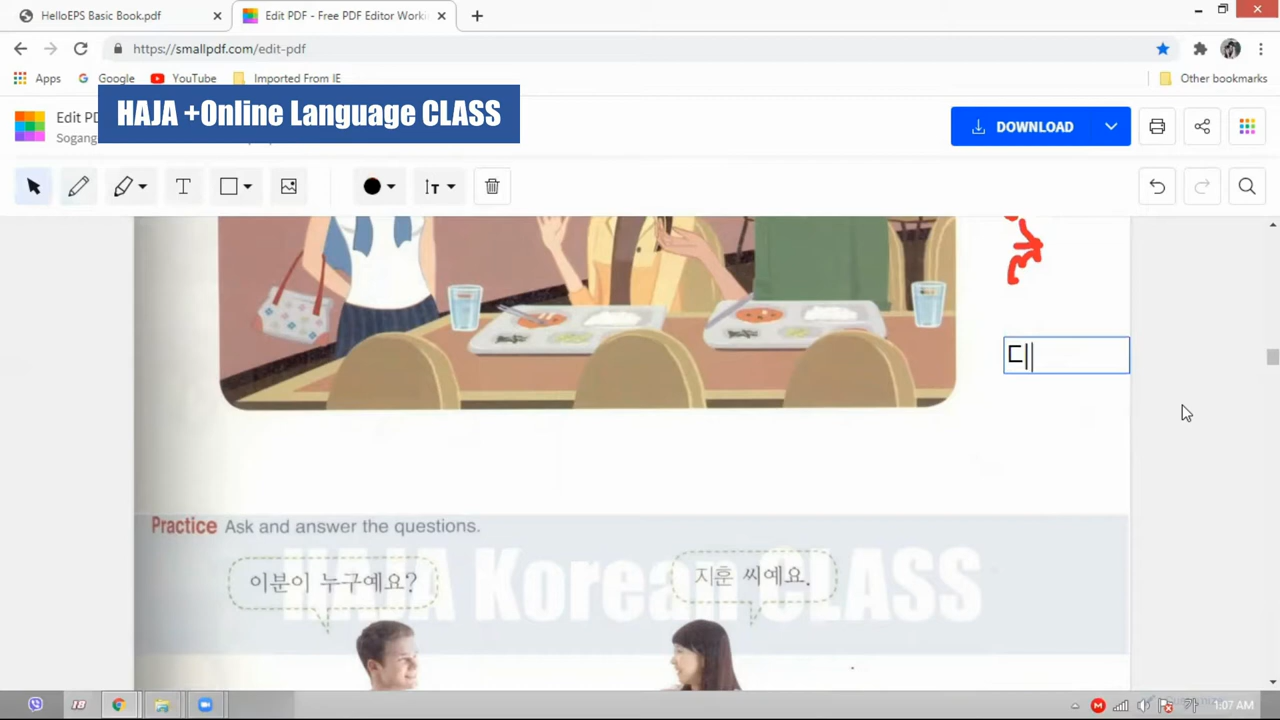 HelloEPS Basic Book.pdf
Edit PDF - Free PDF Editor Worki
https://smallpdf.com/edit-pdf
Apps
Google
YouTube
Imported From IE
Other bookmarks
HAJA +Online Language CLASS
Edit PD
Sogang
DOWNLOAD
디
Practice Ask and answer the questions.
이분이 누구예요?
지훈 씨예요.
HAJA Korean CLASS
1:07 AM